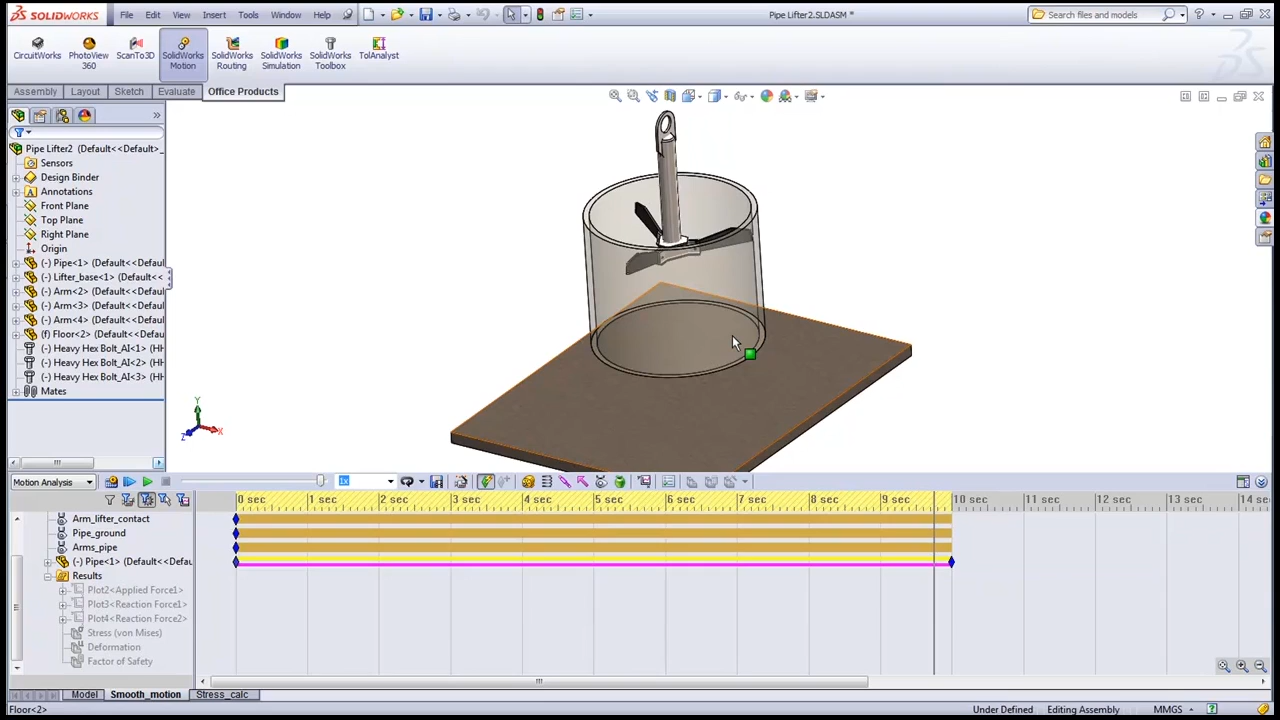 SOLIDWORKS File Edit View Insert Tools Window Help Pipe Lifter2.SLDASM * Search files and models
CircuitWorks PhotoView 360 ScanTo3D SolidWorks Motion SolidWorks Routing SolidWorks Simulation SolidWorks Toolbox TolAnalyst
Assembly Layout Sketch Evaluate Office Products
Pipe Lifter2 (Default<<Default>_
Sensors
Design Binder
Annotations
Front Plane
Top Plane
Right Plane
Origin
(-) Pipe<1> (Default<<Default
(-) Lifter_base<1> (Default<<
(-) Arm<2> (Default<<Default
(-) Arm<3> (Default<<Default
(-) Arm<4> (Default<<Default
(f) Floor<2> (Default<<Default
(-) Heavy Hex Bolt_AI<1> (HH
(-) Heavy Hex Bolt_AI<2> (HH
(-) Heavy Hex Bolt_AI<3> (HH
Mates
Y
Z X
Motion Analysis 1x
0 sec 1 sec 2 sec 3 sec 4 sec 5 sec 6 sec 7 sec 8 sec 9 sec 10 sec 11 sec 12 sec 13 sec 14 sec
Arm_lifter_contact
Pipe_ground
Arms_pipe
(-) Pipe<1> (Default<<Defau
Results
Plot2<Applied Force1>
Plot3<Reaction Force1>
Plot4<Reaction Force2>
Stress (von Mises)
Deformation
Factor of Safety
Model Smooth_motion Stress_calc
Floor<2> Under Defined Editing Assembly MMGS